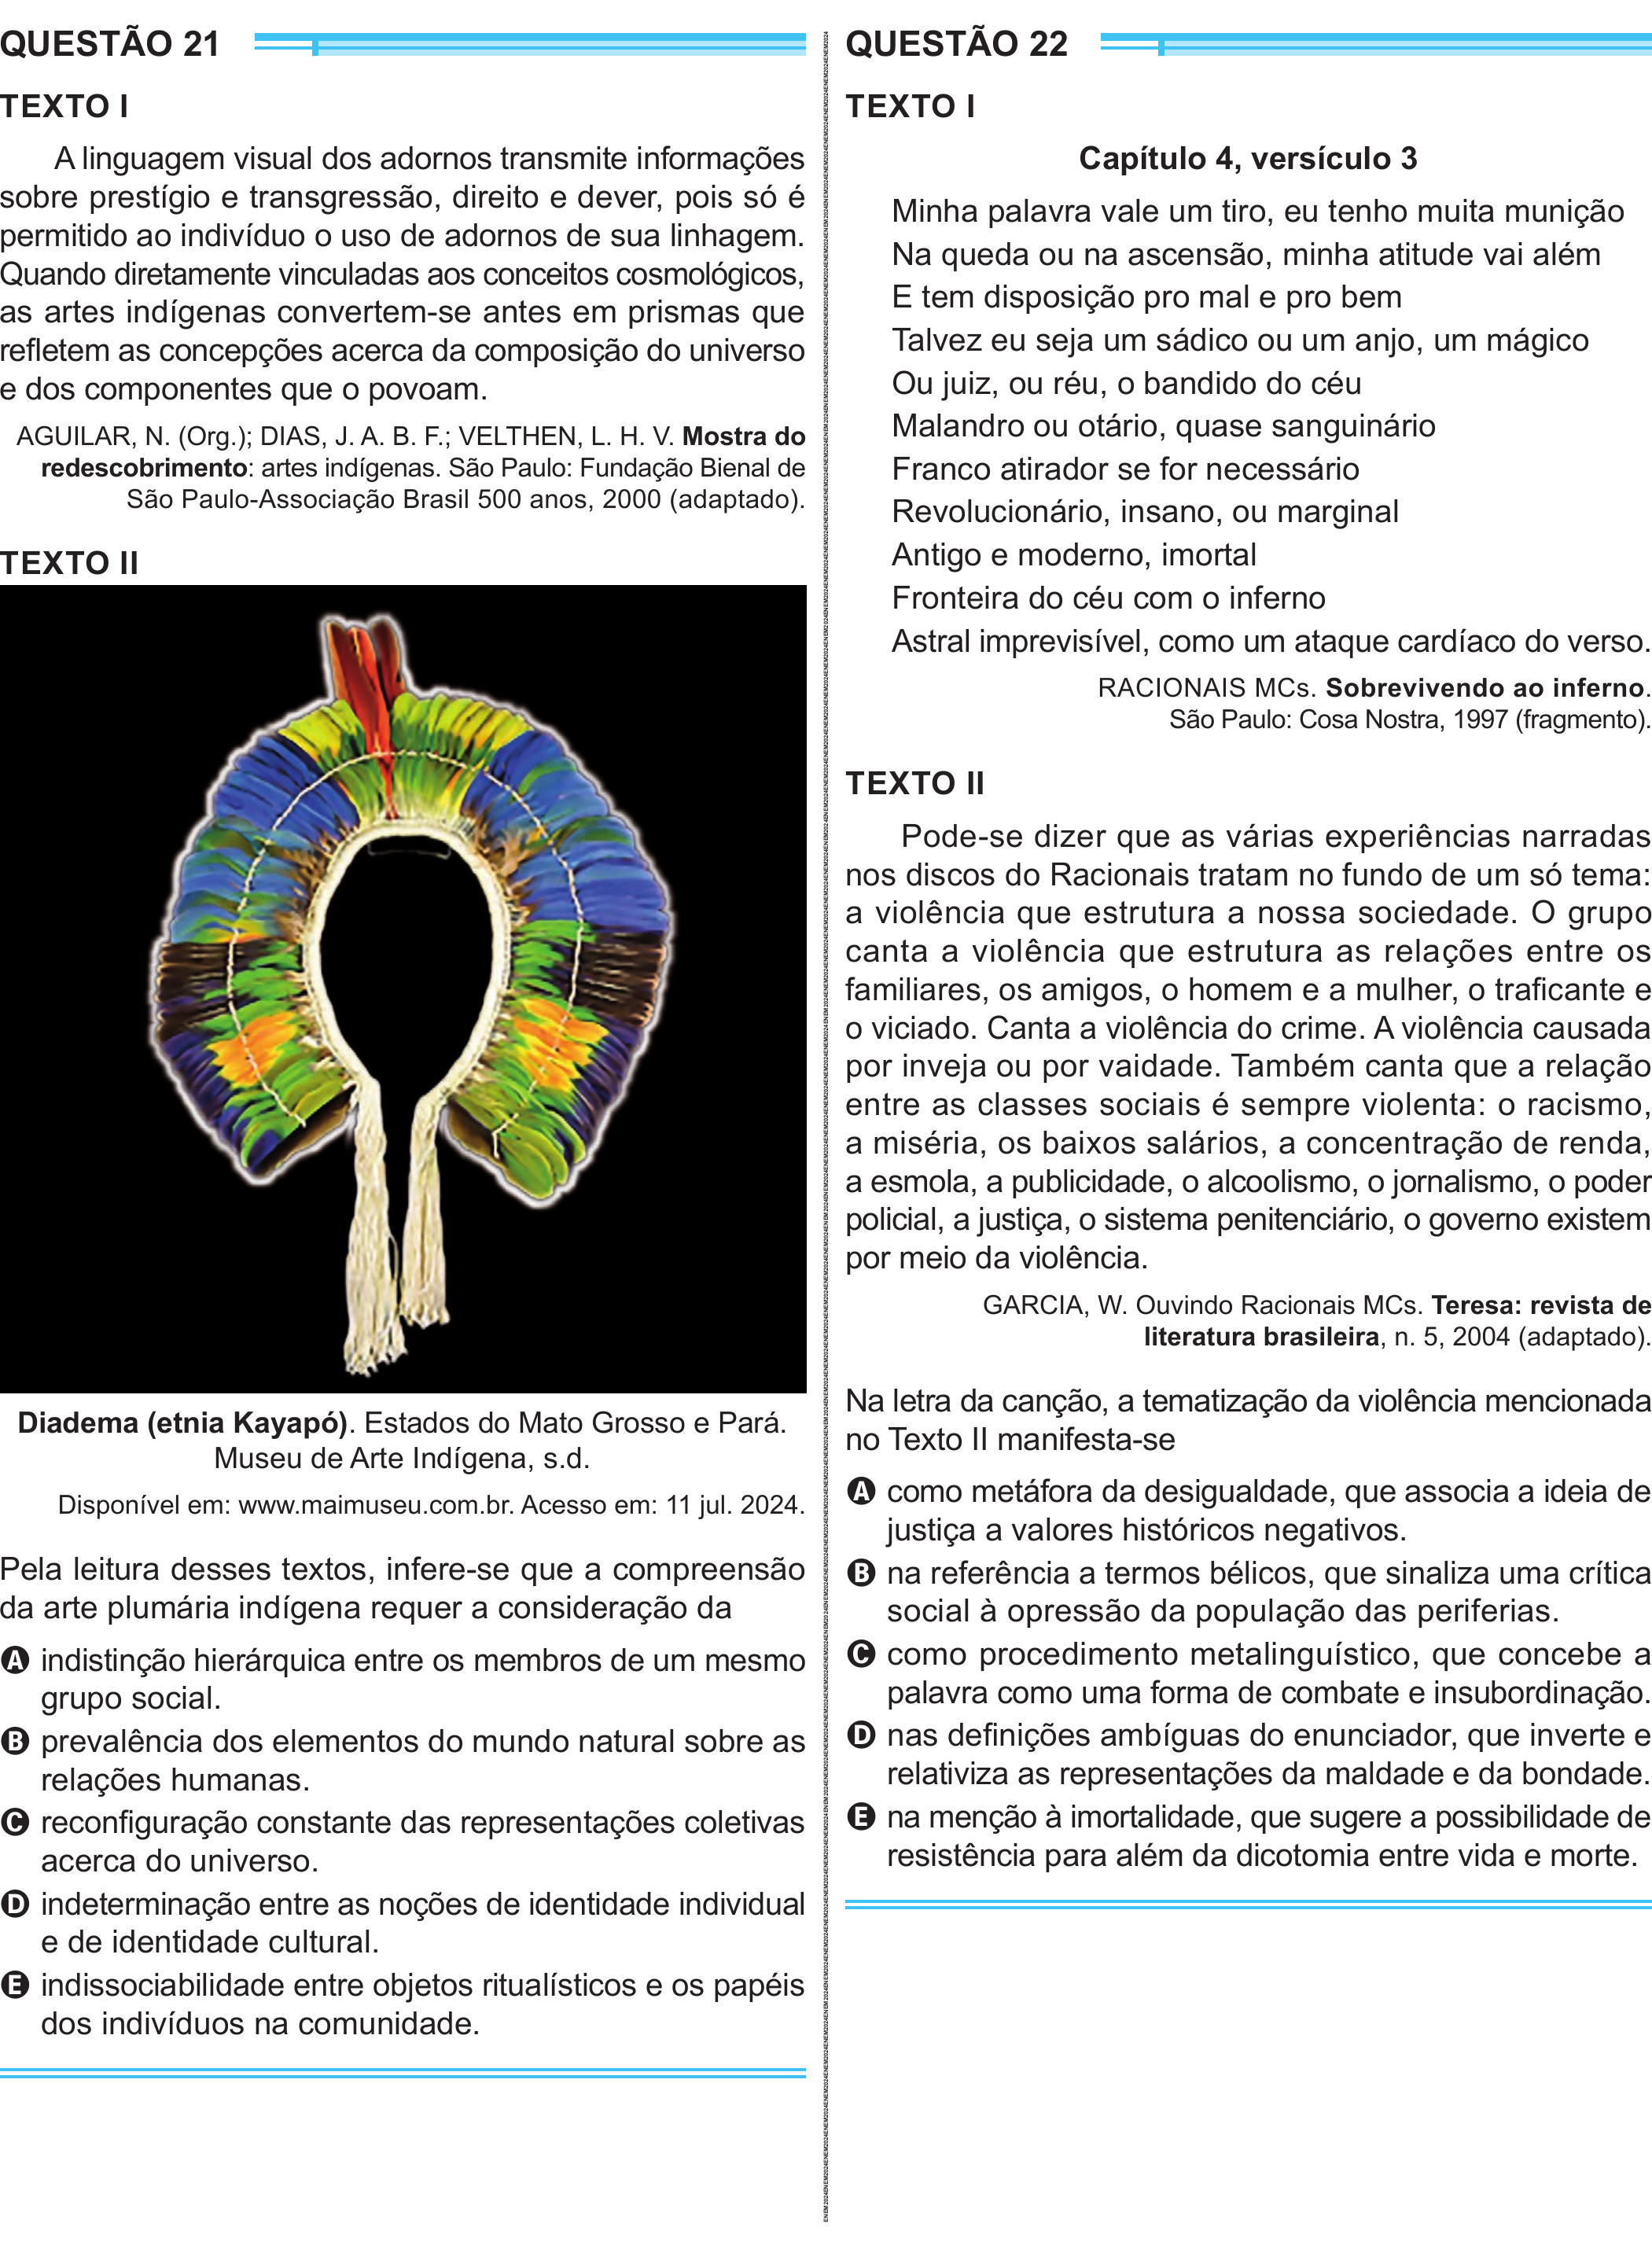 QUESTÃO 21
TEXTO I
A linguagem visual dos adornos transmite informações
sobre prestígio e transgressão, direito e dever, pois só é
permitido ao indivíduo o uso de adornos de sua linhagem.
Quando diretamente vinculadas aos conceitos cosmológicos,
as artes indígenas convertem-se antes em prismas que
refletem as concepções acerca da composição do universo
e dos componentes que o povoam.
AGUILAR, N. (Org.); DIAS, J. A. B. F.; VELTHEN, L. H. V. Mostra do
redescobrimento: artes indígenas. São Paulo: Fundação Bienal de
São Paulo-Associação Brasil 500 anos, 2000 (adaptado).
TEXTO II
Diadema (etnia Kayapó). Estados do Mato Grosso e Pará.
Museu de Arte Indígena, s.d.
Disponível em: www.maimuseu.com.br. Acesso em: 11 jul. 2024.
Pela leitura desses textos, infere-se que a compreensão
da arte plumária indígena requer a consideração da
A indistinção hierárquica entre os membros de um mesmo
grupo social.
B prevalência dos elementos do mundo natural sobre as
relações humanas.
C reconfiguração constante das representações coletivas
acerca do universo.
D indeterminação entre as noções de identidade individual
e de identidade cultural.
E indissociabilidade entre objetos ritualísticos e os papéis
dos indivíduos na comunidade.
QUESTÃO 22
TEXTO I
Capítulo 4, versículo 3
Minha palavra vale um tiro, eu tenho muita munição
Na queda ou na ascensão, minha atitude vai além
E tem disposição pro mal e pro bem
Talvez eu seja um sádico ou um anjo, um mágico
Ou juiz, ou réu, o bandido do céu
Malandro ou otário, quase sanguinário
Franco atirador se for necessário
Revolucionário, insano, ou marginal
Antigo e moderno, imortal
Fronteira do céu com o inferno
Astral imprevisível, como um ataque cardíaco do verso.
RACIONAIS MCs. Sobrevivendo ao inferno.
São Paulo: Cosa Nostra, 1997 (fragmento).
TEXTO II
Pode-se dizer que as várias experiências narradas
nos discos do Racionais tratam no fundo de um só tema:
a violência que estrutura a nossa sociedade. O grupo
canta a violência que estrutura as relações entre os
familiares, os amigos, o homem e a mulher, o traficante e
o viciado. Canta a violência do crime. A violência causada
por inveja ou por vaidade. Também canta que a relação
entre as classes sociais é sempre violenta: o racismo,
a miséria, os baixos salários, a concentração de renda,
a esmola, a publicidade, o alcoolismo, o jornalismo, o poder
policial, a justiça, o sistema penitenciário, o governo existem
por meio da violência.
GARCIA, W. Ouvindo Racionais MCs. Teresa: revista de
literatura brasileira, n. 5, 2004 (adaptado).
Na letra da canção, a tematização da violência mencionada
no Texto II manifesta-se
A como metáfora da desigualdade, que associa a ideia de
justiça a valores históricos negativos.
B na referência a termos bélicos, que sinaliza uma crítica
social à opressão da população das periferias.
C como procedimento metalinguístico, que concebe a
palavra como uma forma de combate e insubordinação.
D nas definições ambíguas do enunciador, que inverte e
relativiza as representações da maldade e da bondade.
E na menção à imortalidade, que sugere a possibilidade de
resistência para além da dicotomia entre vida e morte.